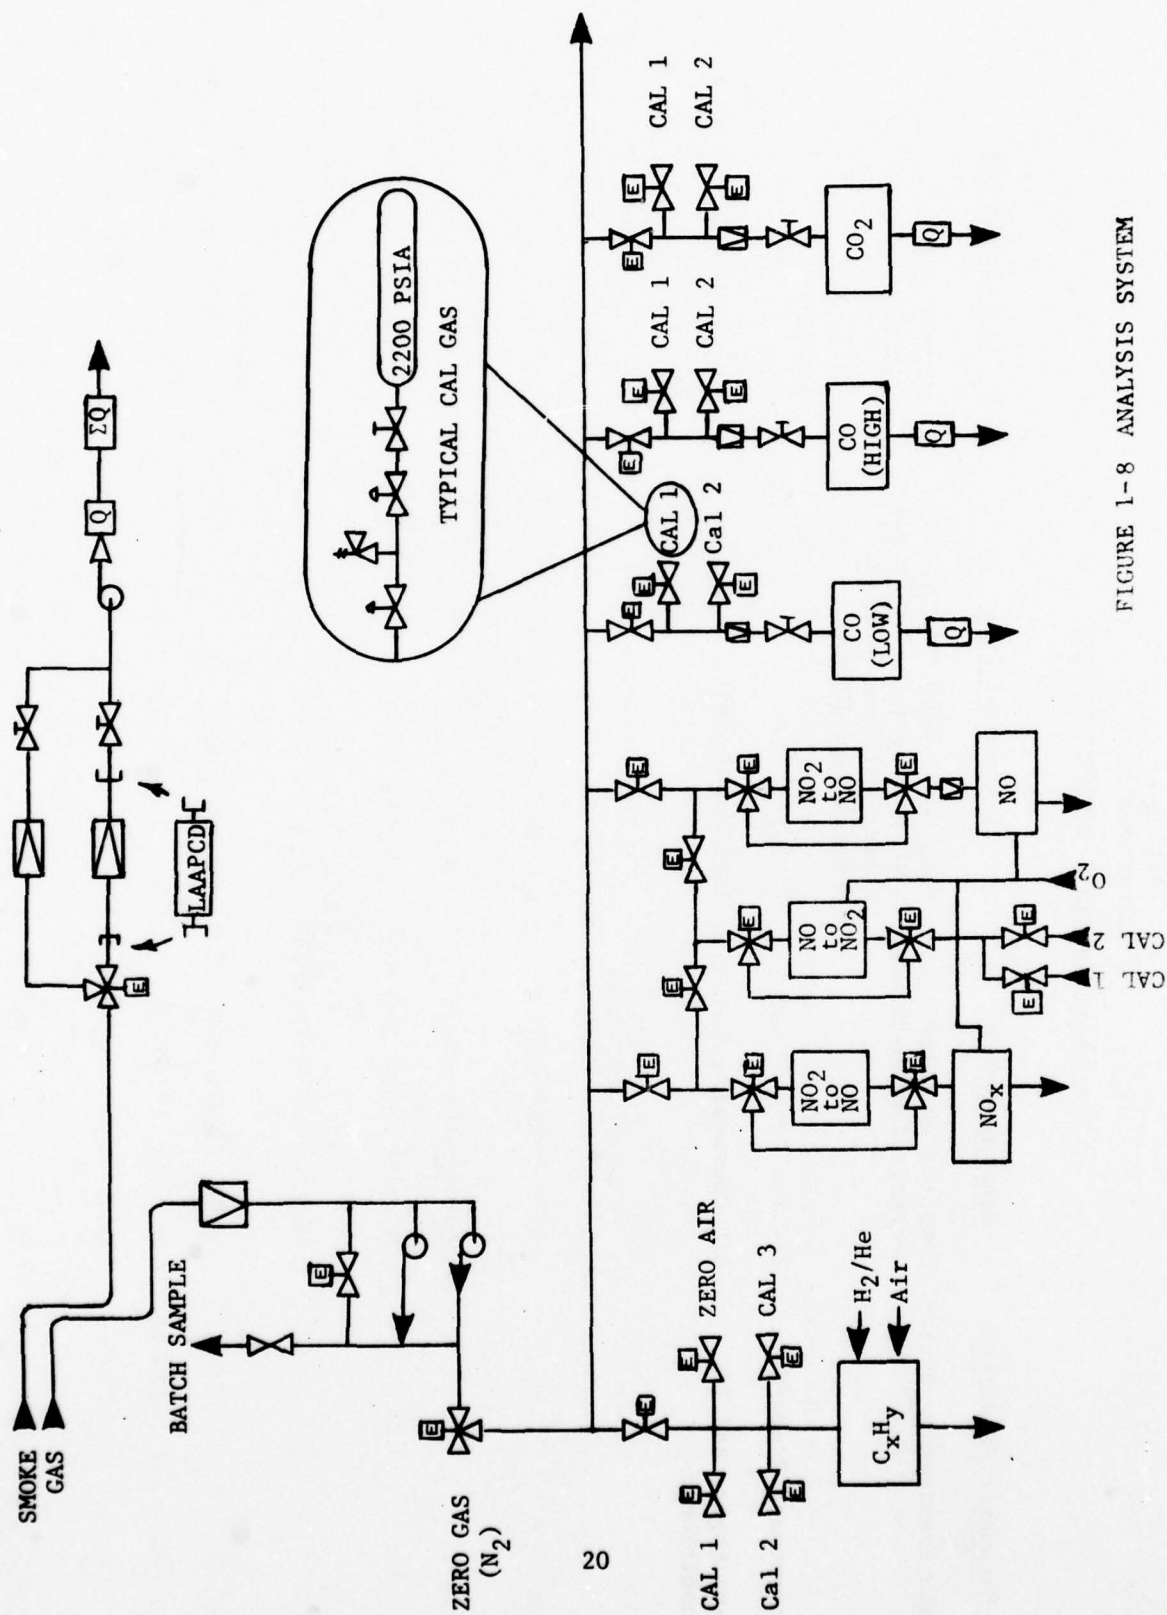 SMOKE
GAS
BATCH SAMPLE
E
E
LAAPCD
Q
ΣQ
ZERO GAS
(N2)
E
2200 PSIA
TYPICAL CAL GAS
E
CAL 1
E
ZERO AIR
E
Cal 2
E
CAL 3
E
H2/He
Air
CxHy
E
E
NO2
to
NO
E
NOx
E
E
E
NO
to
NO2
E
E
E
NO2
to
NO
E
NO
O2
CAL 2
E
CAL 1
E
E
E
CAL 1
Cal 2
E
CO
(LOW)
Q
E
E
CAL 1
CAL 2
E
CO
(HIGH)
Q
E
E
CAL 1
CAL 2
E
CO2
Q
20
FIGURE 1-8 ANALYSIS SYSTEM